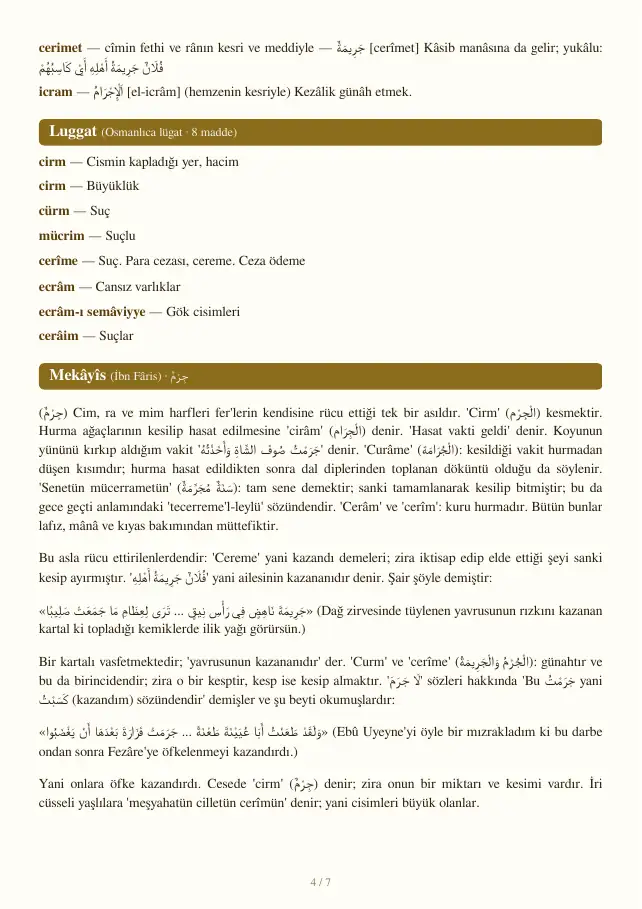 cerimet — cîmin fethi ve rânın kesri ve meddiyle — جَرِيمَةٌ [cerîmet] Kâsib manâsına da gelir; yukâlu:
فُلَانٌ جَرِيمَةُ أَهْلِهِ أَيْ كَاسِبُهُمْ
icram — اَلْإِجْرَامُ [el-icrâm] (hemzenin kesriyle) Kezâlik günâh etmek.
Luggat (Osmanlıca lügat · 8 madde)
cirm — Cismin kapladığı yer, hacim
cirm — Büyüklük
cürm — Suç
mücrim — Suçlu
cerîme — Suç. Para cezası, cereme. Ceza ödeme
ecrâm — Cansız varlıklar
ecrâm-ı semâviyye — Gök cisimleri
cerâim — Suçlar
Mekâyîs (İbn Fâris) · جِرْمٌ
(جِرْمٌ) Cim, ra ve mim harfleri fer'lerin kendisine rücu ettiği tek bir asıldır. 'Cirm' (الْجِرْم) kesmektir.
Hurma ağaçlarının kesilip hasat edilmesine 'cirâm' (الْجِرَام) denir. 'Hasat vakti geldi' denir. Koyunun
yününü kırkıp aldığım vakit 'جَرَمْتُ صُوفَ الشَّاةِ وَأَخَذْتُهُ' denir. 'Curâme' (الْجُرَامَة): kesildiği vakit hurmadan
düşen kısımdır; hurma hasat edildikten sonra dal diplerinden toplanan döküntü olduğu da söylenir.
'Senetün mücerrametün' (سَنَةٌ مُجَرَّمَةٌ): tam sene demektir; sanki tamamlanarak kesilip bitmiştir; bu da
gece geçti anlamındaki 'tecerreme'l-leylü' sözündendir. 'Cerâm' ve 'cerîm': kuru hurmadır. Bütün bunlar
lafız, mânâ ve kıyas bakımından müttefiktir.
Bu asla rücu ettirilenlerdendir: 'Cereme' yani kazandı demeleri; zira iktisap edip elde ettiği şeyi sanki
kesip ayırmıştır. 'فُلَانٌ جَرِيمَةُ أَهْلِهِ' yani ailesinin kazananıdır denir. Şair şöyle demiştir:
«جَرِيمَةَ نَاهِضٍ فِي رَأْسِ نِيقٍ ... تَرَى لِعِظَامِ مَا جَمَعَتْ صَلِيبًا» (Dağ zirvesinde tüylenen yavrusunun rızkını kazanan
kartal ki topladığı kemiklerde ilik yağı görürsün.)
Bir kartalı vasfetmektedir; 'yavrusunun kazananıdır' der. 'Curm' ve 'cerîme' (الْجُرْمُ وَالْجَرِيمَةُ): günahtır ve
bu da birincidendir; zira o bir kesptir, kesp ise kesip almaktır. 'لَا جَرَمَ' sözleri hakkında 'Bu جَرَمْتُ yani
كَسَبْتُ (kazandım) sözündendir' demişler ve şu beyti okumuşlardır:
«وَلَقَدْ طَعَنْتُ أَبَا عُيَيْنَةَ طَعْنَةً ... جَرَمَتْ فَزَارَةَ بَعْدَهَا أَنْ يَغْضَبُوا» (Ebû Uyeyne'yi öyle bir mızrakladım ki bu darbe
ondan sonra Fezâre'ye öfkelenmeyi kazandırdı.)
Yani onlara öfke kazandırdı. Cesede 'cirm' (جِرْمٌ) denir; zira onun bir miktarı ve kesimi vardır. İri
cüsseli yaşlılara 'meşyahatün cilletün cerîmün' denir; yani cisimleri büyük olanlar.
4 / 7